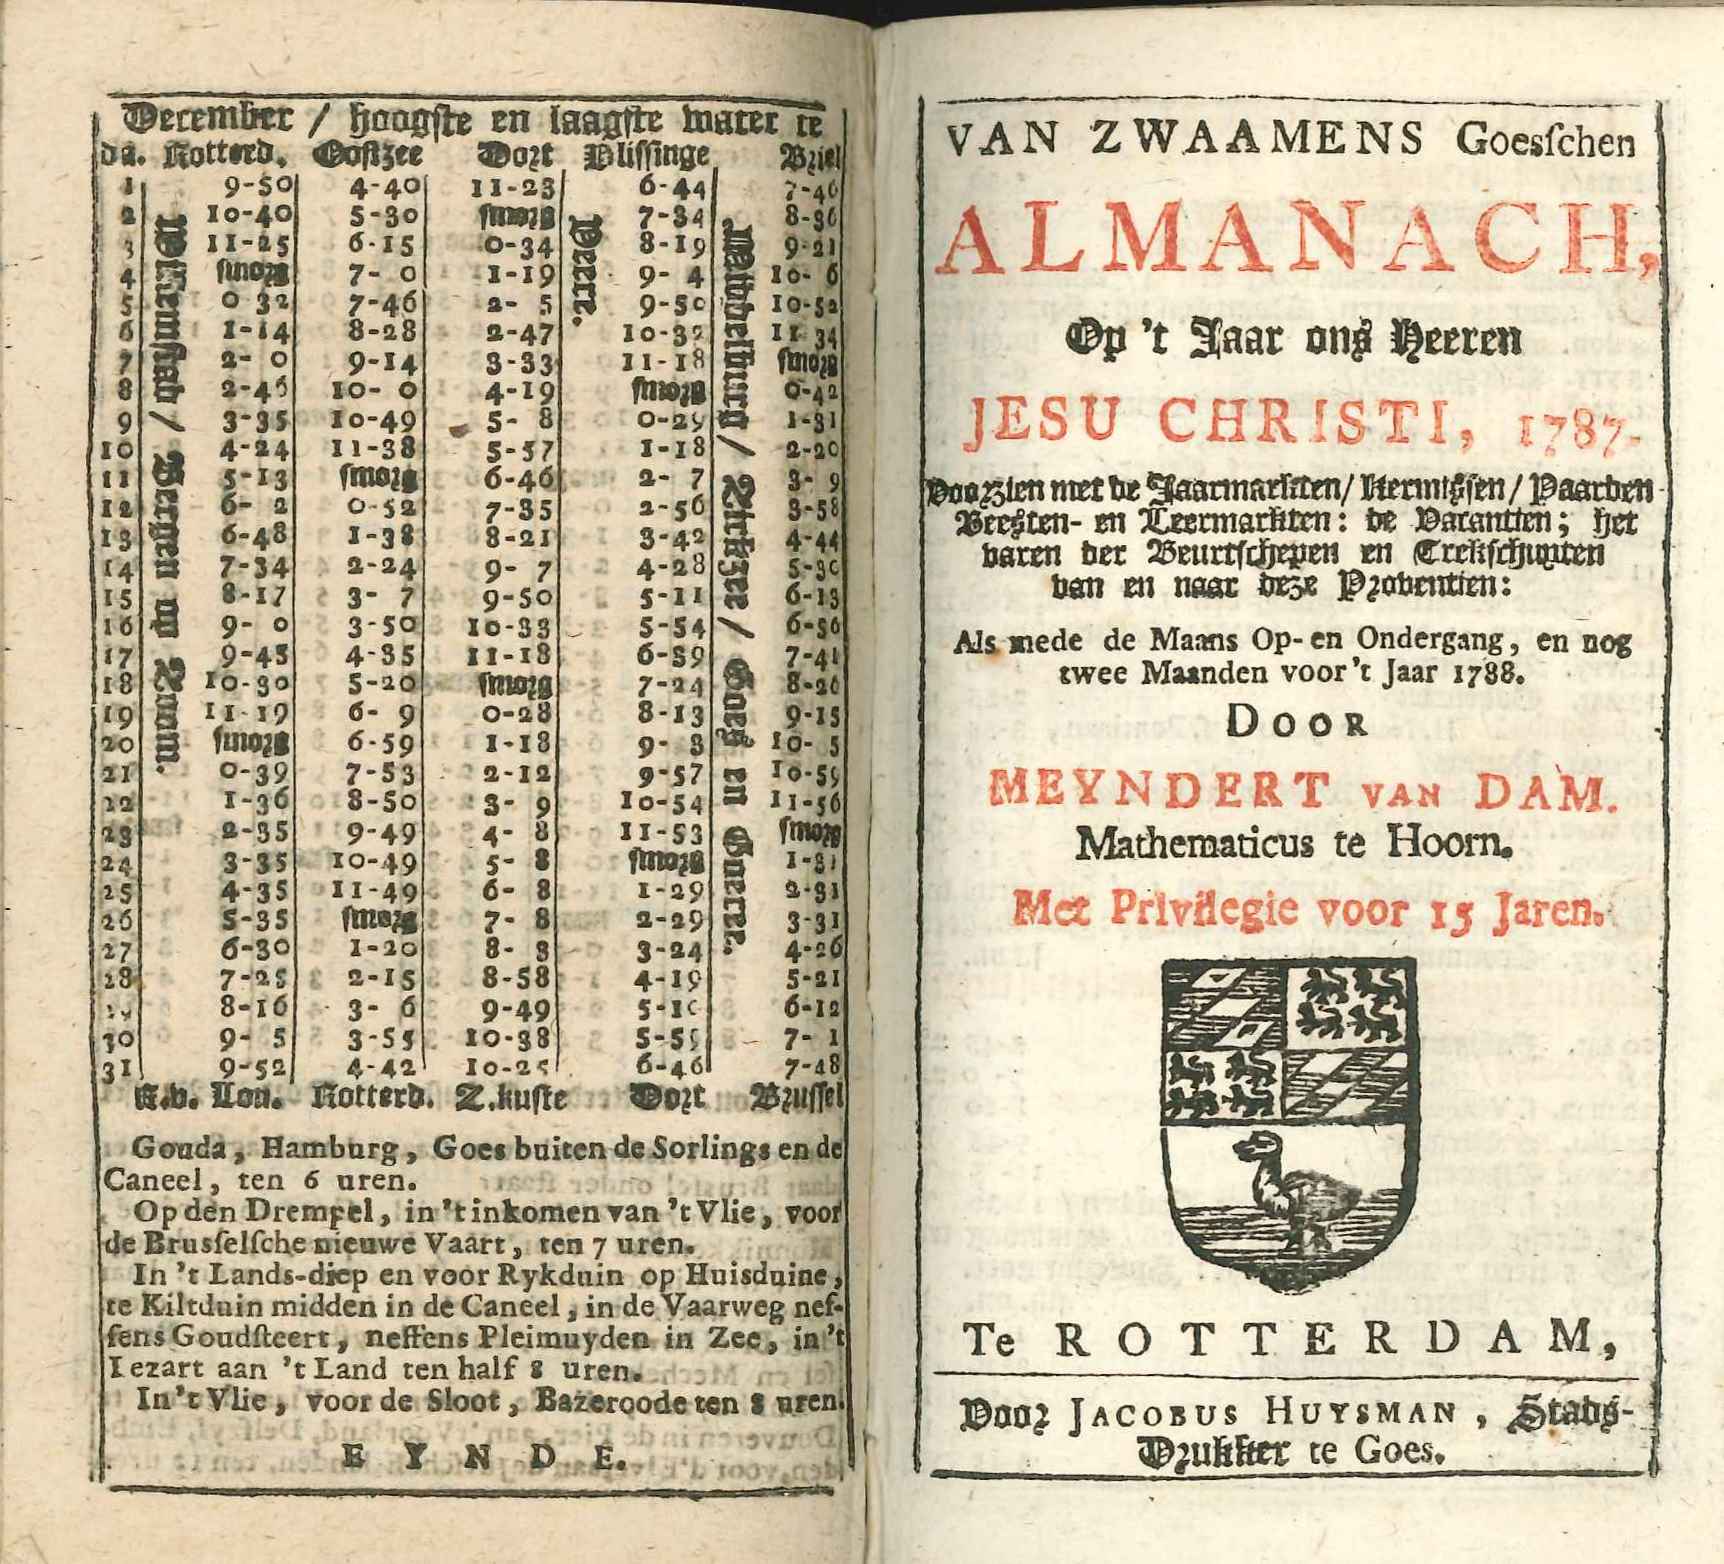 December / hoogste en laagste water te
da. Rotterd. Oostzee Dort Vlissinge Briel
1 9-50 4-40 11-23 6-44 7-46
2 10-40 5-30 smorg 7-34 8-36
3 11-25 6-15 0-34 8-19 9-21
4 smorg 7- 0 1-19 9- 4 10- 6
5 0 32 7-46 2- 5 9-50 10-52
6 1-14 8-28 2-47 10-32 11 34
7 2- 0 9-14 3-33 11-18 smorg
8 2-46 10- 0 4-19 smorg 0-42
9 3-35 10-49 5- 8 0-29 1-31
10 4-24 11-38 5-57 1-18 2-20
11 5-13 smorg 6-46 2- 7 3- 9
12 6- 2 0-52 7-35 2-56 3-58
13 6-48 1-38 8-21 3-42 4-44
14 7-34 2-24 9- 7 4-28 5-30
15 8-17 3- 7 9-50 5-11 6-13
16 9- 0 3-50 10-33 5-54 6-56
17 9-45 4-35 11-18 6-39 7-41
18 10-30 5-20 smorg 7-24 8-26
19 11 19 6- 9 0-28 8-13 9-15
20 smorg 6-59 1-18 9- 3 10- 5
21 0-39 7-53 2-12 9-57 10-59
22 1-36 8-50 3- 9 10-54 11-56
23 2-35 9-49 4- 8 11-53 smorg
24 3-35 10-49 5- 8 smorg 1-31
25 4-35 11-49 6- 8 1-29 2-31
26 5-35 smorg 7- 8 2-29 3-31
27 6-30 1-20 8- 3 3-24 4-26
28 7-25 2-15 8-58 4-19 5-21
29 8-16 3- 6 9-49 5-10 6-12
30 9- 5 3-55 10-38 5-59 7- 1
31 9-52 4-42 10-25 6-46 7-48
Wiemstad / Bergen op Zoom.
Veere.
Middelburg / Zirkzee / Goes en Goeree.
K.v. Lon. Rotterd. Z.kuste Dort Brussel
Gouda, Hamburg, Goes buiten de Sorlings en de
Caneel, ten 6 uren.
Op den Drempel, in 't inkomen van 't Vlie, voor
de Brusselsche nieuwe Vaart, ten 7 uren.
In 't Lands-diep en voor Rykduin op Huisduine,
te Kiltduin midden in de Caneel, in de Vaarweg nef-
fens Goudsteert, neffens Pleimuyden in Zee, in 't
Lezart aan 't Land ten half 8 uren.
In 't Vlie, voor de Sloot, Bazeroode ten 8 uren.
EYNDE.
VAN ZWAAMENS Goesschen
ALMANACH,
Op 't Jaar ons Heeren
JESU CHRISTI, 1787.
Voorzien met de Jaarmarkten / Kermissen / Paarden
Beesten- en Leermarkten: de Vacantien; het
varen der Beurtschepen en Trekschuyten
van en naar deze Proventien:
Als mede de Maans Op- en Ondergang, en nog
twee Maanden voor 't Jaar 1788.
DOOR
MEYNDERT VAN DAM.
Mathematicus te Hoorn.
Met Privilegie voor 15 Jaren.
Te ROTTERDAM,
Voor JACOBUS HUYSMAN, Stads-
Drukker te Goes.